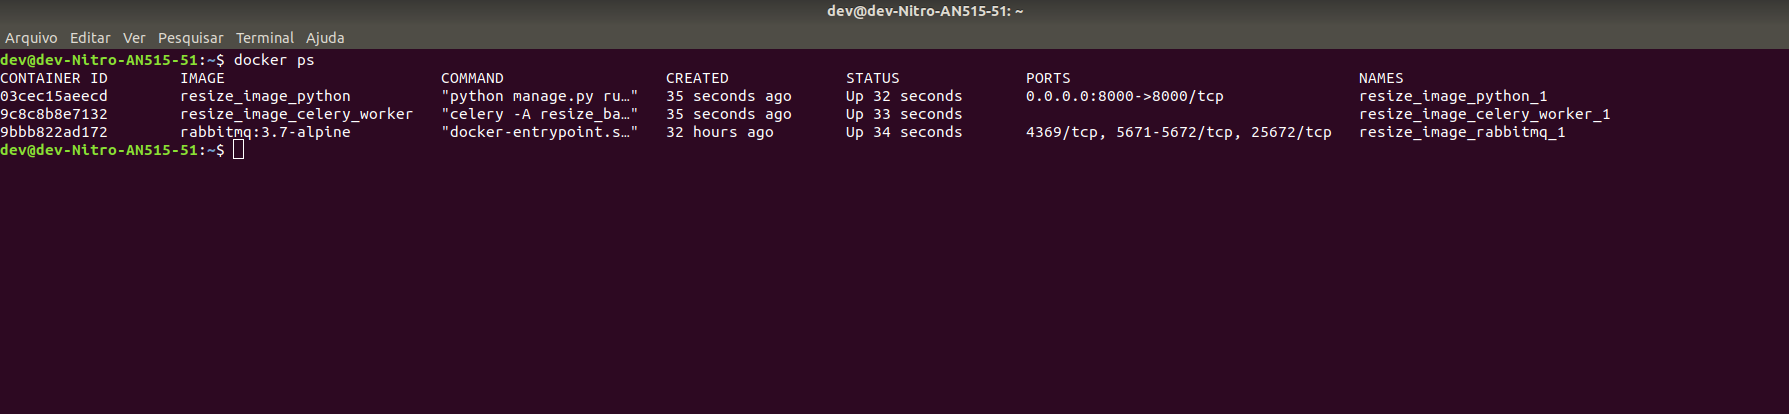 dev@dev-Nitro-AN515-51: ~
Arquivo Editar Ver Pesquisar Terminal Ajuda
dev@dev-Nitro-AN515-51:~$ docker ps
CONTAINER ID        IMAGE                        COMMAND                  CREATED             STATUS              PORTS                                NAMES
03cec15aeecd        resize_image_python          "python manage.py ru…"   35 seconds ago      Up 32 seconds       0.0.0.0:8000->8000/tcp               resize_image_python_1
9c8c8b8e7132        resize_image_celery_worker   "celery -A resize_ba…"   35 seconds ago      Up 33 seconds                                            resize_image_celery_worker_1
9bbb822ad172        rabbitmq:3.7-alpine          "docker-entrypoint.s…"   32 hours ago        Up 34 seconds       4369/tcp, 5671-5672/tcp, 25672/tcp   resize_image_rabbitmq_1
dev@dev-Nitro-AN515-51:~$